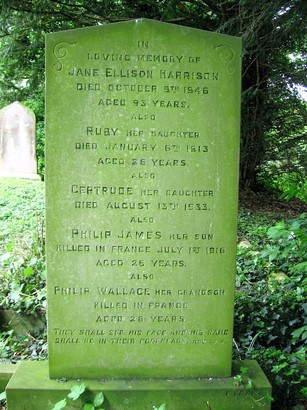 IN
LOVING MEMORY OF
JANE ELLISON HARRISON
DIED OCTOBER 9TH 1946
AGED 93 YEARS.
ALSO
RUBY HER DAUGHTER
DIED JANUARY 6TH 1913
AGED 26 YEARS.
ALSO
GERTRUDE HER DAUGHTER
DIED AUGUST 13TH 1933.
ALSO
PHILIP JAMES HER SON
KILLED IN FRANCE JULY 1ST 1916
AGED 25 YEARS.
ALSO
PHILIP WALLACE HER GRANDSON
KILLED IN FRANCE
AGED 28 YEARS.
THEY SHALL SEE HIS FACE AND HIS NAME
SHALL BE IN THEIR FOREHEADS